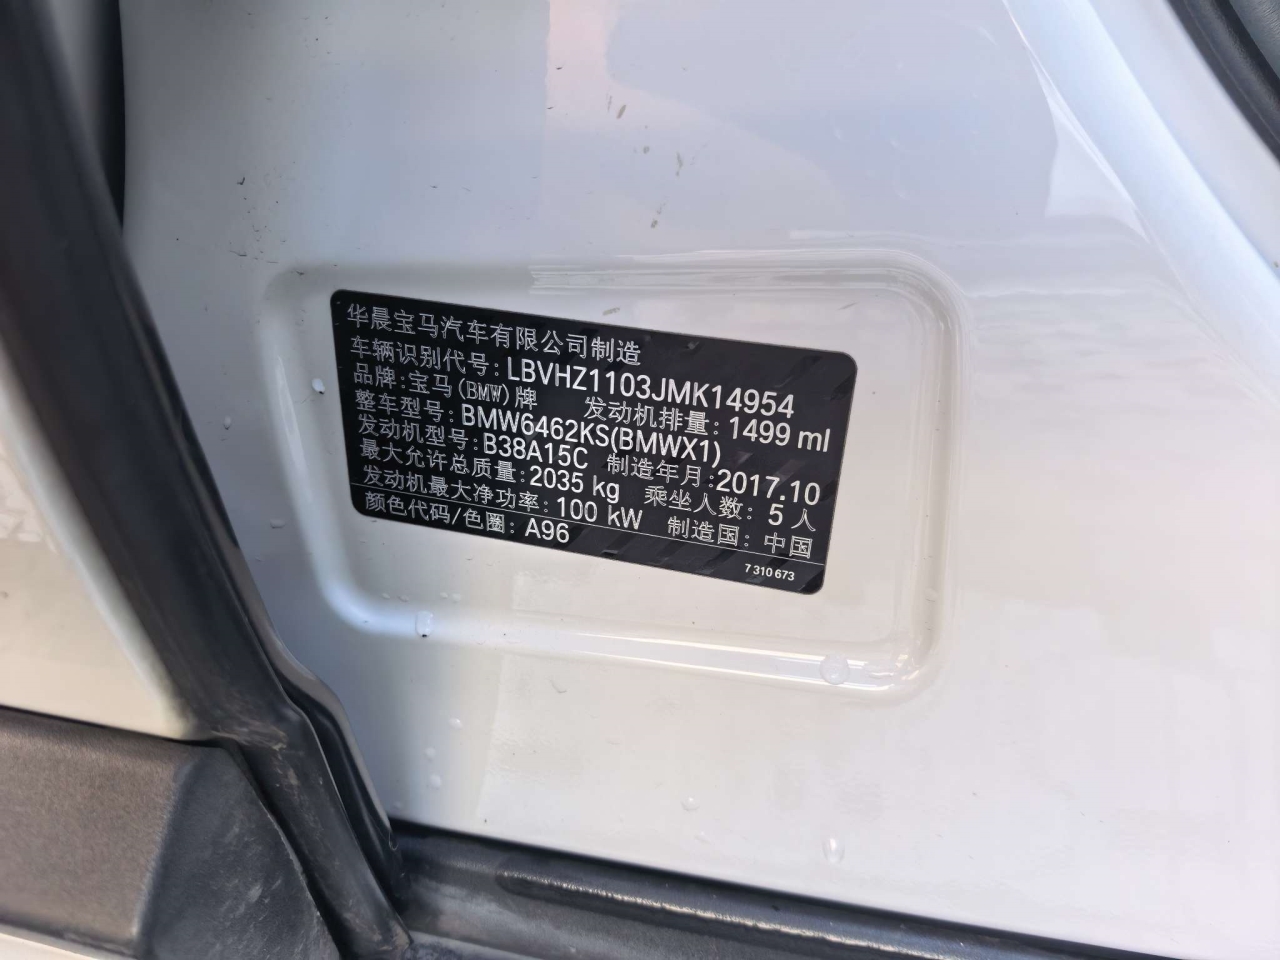 华晨宝马汽车有限公司制造
车辆识别代号: LBVHZ1103JMK14954
品牌: 宝马(BMW)牌 发动机排量: 1499 ml
整车型号: BMW6462KS(BMWX1)
发动机型号: B38A15C 制造年月: 2017.10
最大允许总质量: 2035 kg 乘坐人数: 5 人
发动机最大净功率: 100 kW 制造国: 中国
颜色代码/色圈: A96
7 310 673